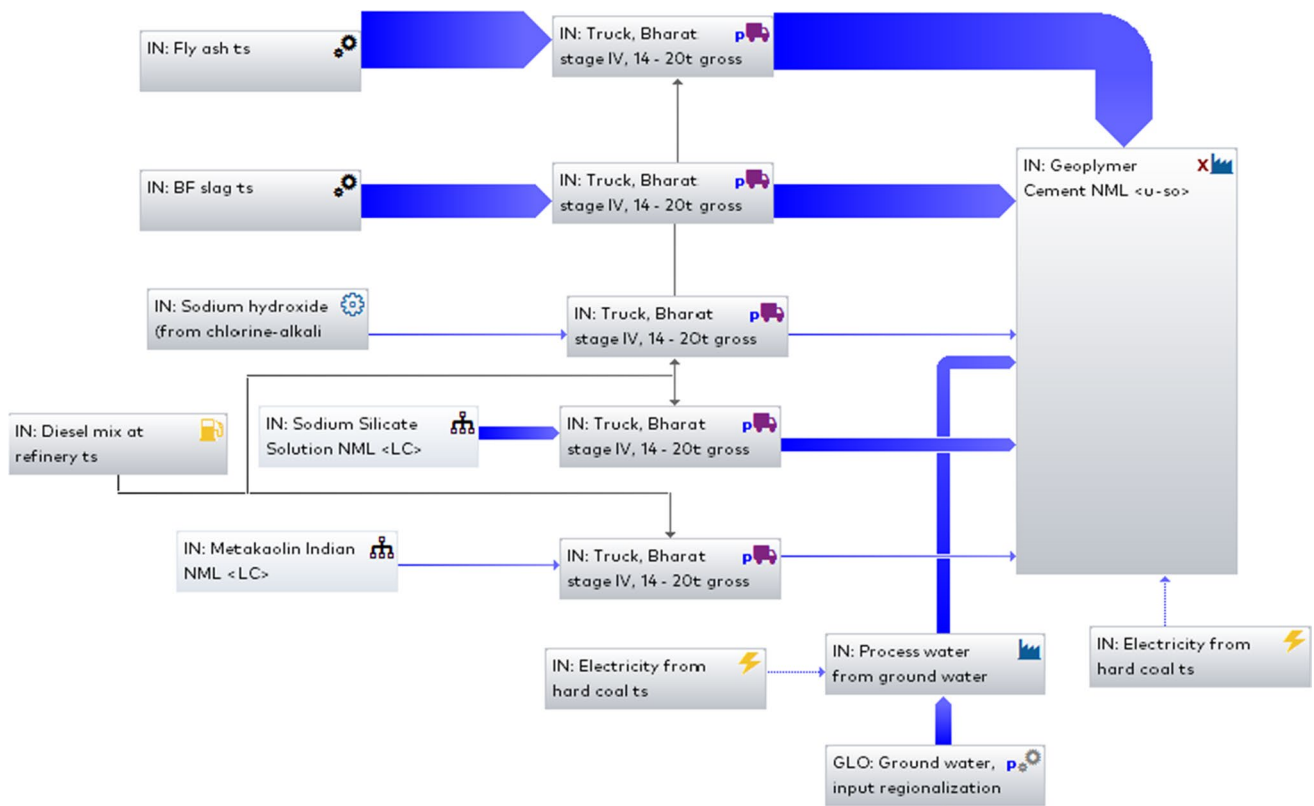 IN: Fly ash ts
IN: Truck, Bharat
stage IV, 14 - 20t gross
p
IN: BF slag ts
IN: Truck, Bharat
stage IV, 14 - 20t gross
p
IN: Geoplymer
Cement NML <u-so>
X
IN: Sodium hydroxide
(from chlorine-alkali
IN: Truck, Bharat
stage IV, 14 - 20t gross
p
IN: Diesel mix at
refinery ts
IN: Sodium Silicate
Solution NML <LC>
IN: Truck, Bharat
stage IV, 14 - 20t gross
p
IN: Metakaolin Indian
NML <LC>
IN: Truck, Bharat
stage IV, 14 - 20t gross
p
IN: Electricity from
hard coal ts
IN: Process water
from ground water
IN: Electricity from
hard coal ts
GLO: Ground water,
input regionalization
p